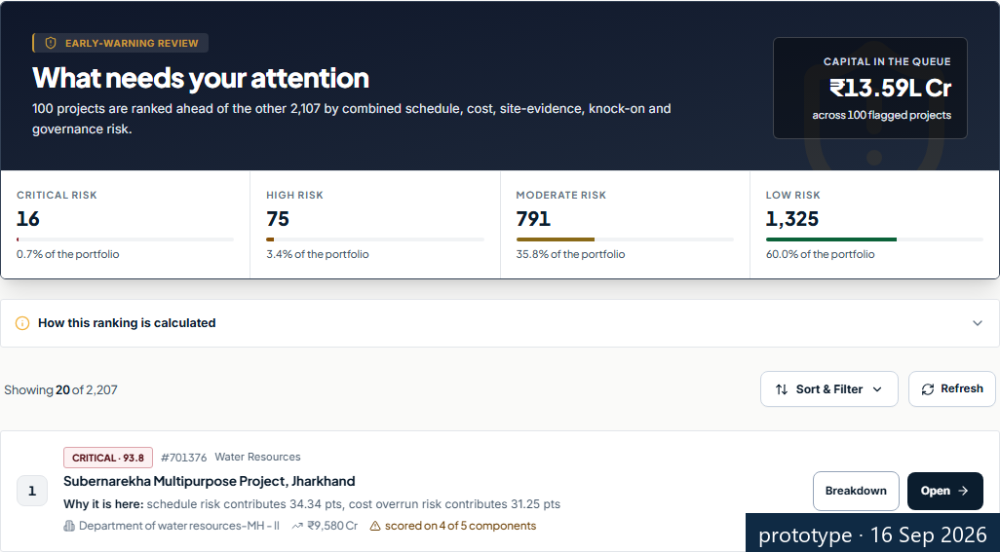 EARLY-WARNING REVIEW
What needs your attention
100 projects are ranked ahead of the other 2,107 by combined schedule, cost, site-evidence, knock-on and
governance risk.
CAPITAL IN THE QUEUE
₹13.59L Cr
across 100 flagged projects
CRITICAL RISK
16
0.7% of the portfolio
HIGH RISK
75
3.4% of the portfolio
MODERATE RISK
791
35.8% of the portfolio
LOW RISK
1,325
60.0% of the portfolio
How this ranking is calculated
Showing 20 of 2,207
Sort & Filter
Refresh
1
CRITICAL · 93.8 #701376 Water Resources
Subernarekha Multipurpose Project, Jharkhand
Why it is here: schedule risk contributes 34.34 pts, cost overrun risk contributes 31.25 pts
Department of water resources-MH - II ₹9,580 Cr scored on 4 of 5 components
Breakdown
Open →
prototype · 16 Sep 2026